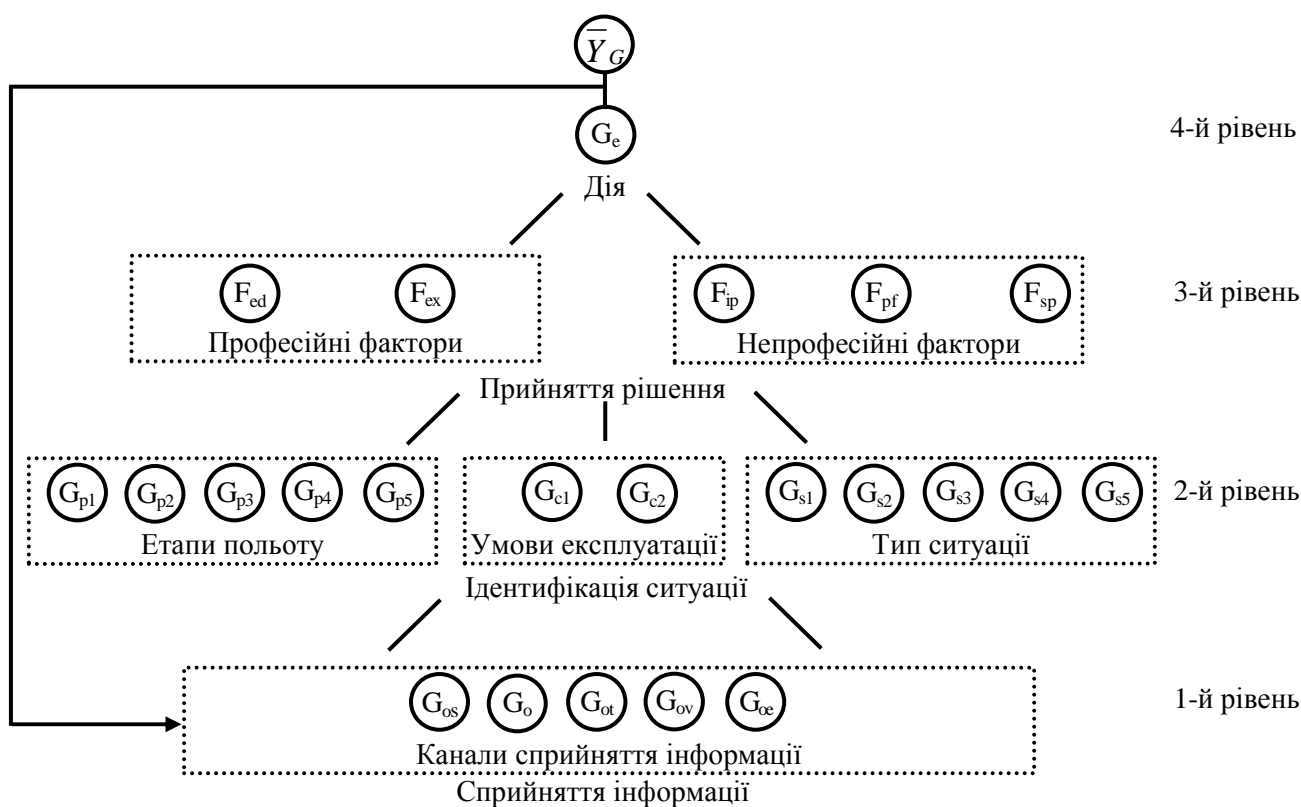 Y̅_G
G_e
4-й рівень
Дія
F_ed F_ex F_ip F_pf F_sp
3-й рівень
Професійні фактори
Непрофесійні фактори
Прийняття рішення
G_p1 G_p2 G_p3 G_p4 G_p5 G_c1 G_c2 G_s1 G_s2 G_s3 G_s4 G_s5
2-й рівень
Етапи польоту
Умови експлуатації
Тип ситуації
Ідентифікація ситуації
G_os G_o G_ot G_ov G_oe
1-й рівень
Канали сприйняття інформації
Сприйняття інформації